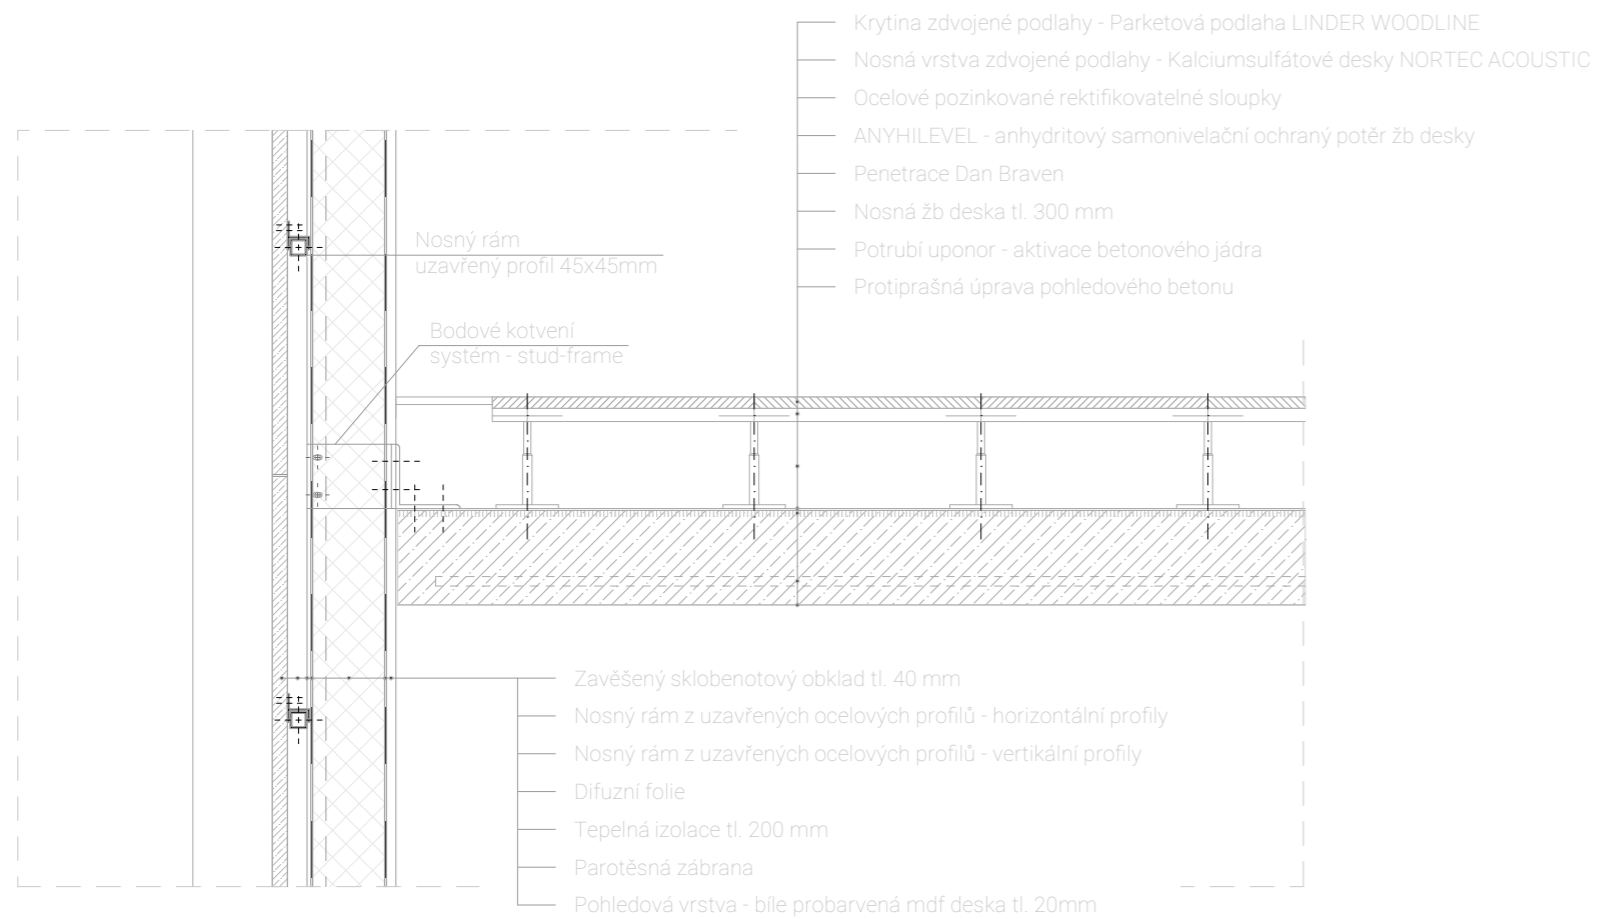 Krytina zdvojené podlahy - Parketová podlaha LINDER WOODLINE
Nosná vrstva zdvojené podlahy - Kalciumsulfátové desky NORTEC ACOUSTIC
Ocelové pozinkované rektifikovatelné sloupky
ANYHILEVEL - anhydritový samonivelační ochraný potěr žb desky
Penetrace Dan Braven
Nosná žb deska tl. 300 mm
Potrubí uponor - aktivace betonového jádra
Protiprašná úprava pohledového betonu
Nosný rám
uzavřený profil 45x45mm
Bodové kotvení
systém - stud-frame
Zavěšený sklobenotový obklad tl. 40 mm
Nosný rám z uzavřených ocelových profilů - horizontální profily
Nosný rám z uzavřených ocelových profilů - vertikální profily
Difuzní folie
Tepelná izolace tl. 200 mm
Parotěsná zábrana
Pohledová vrstva - bíle probarvená mdf deska tl. 20mm